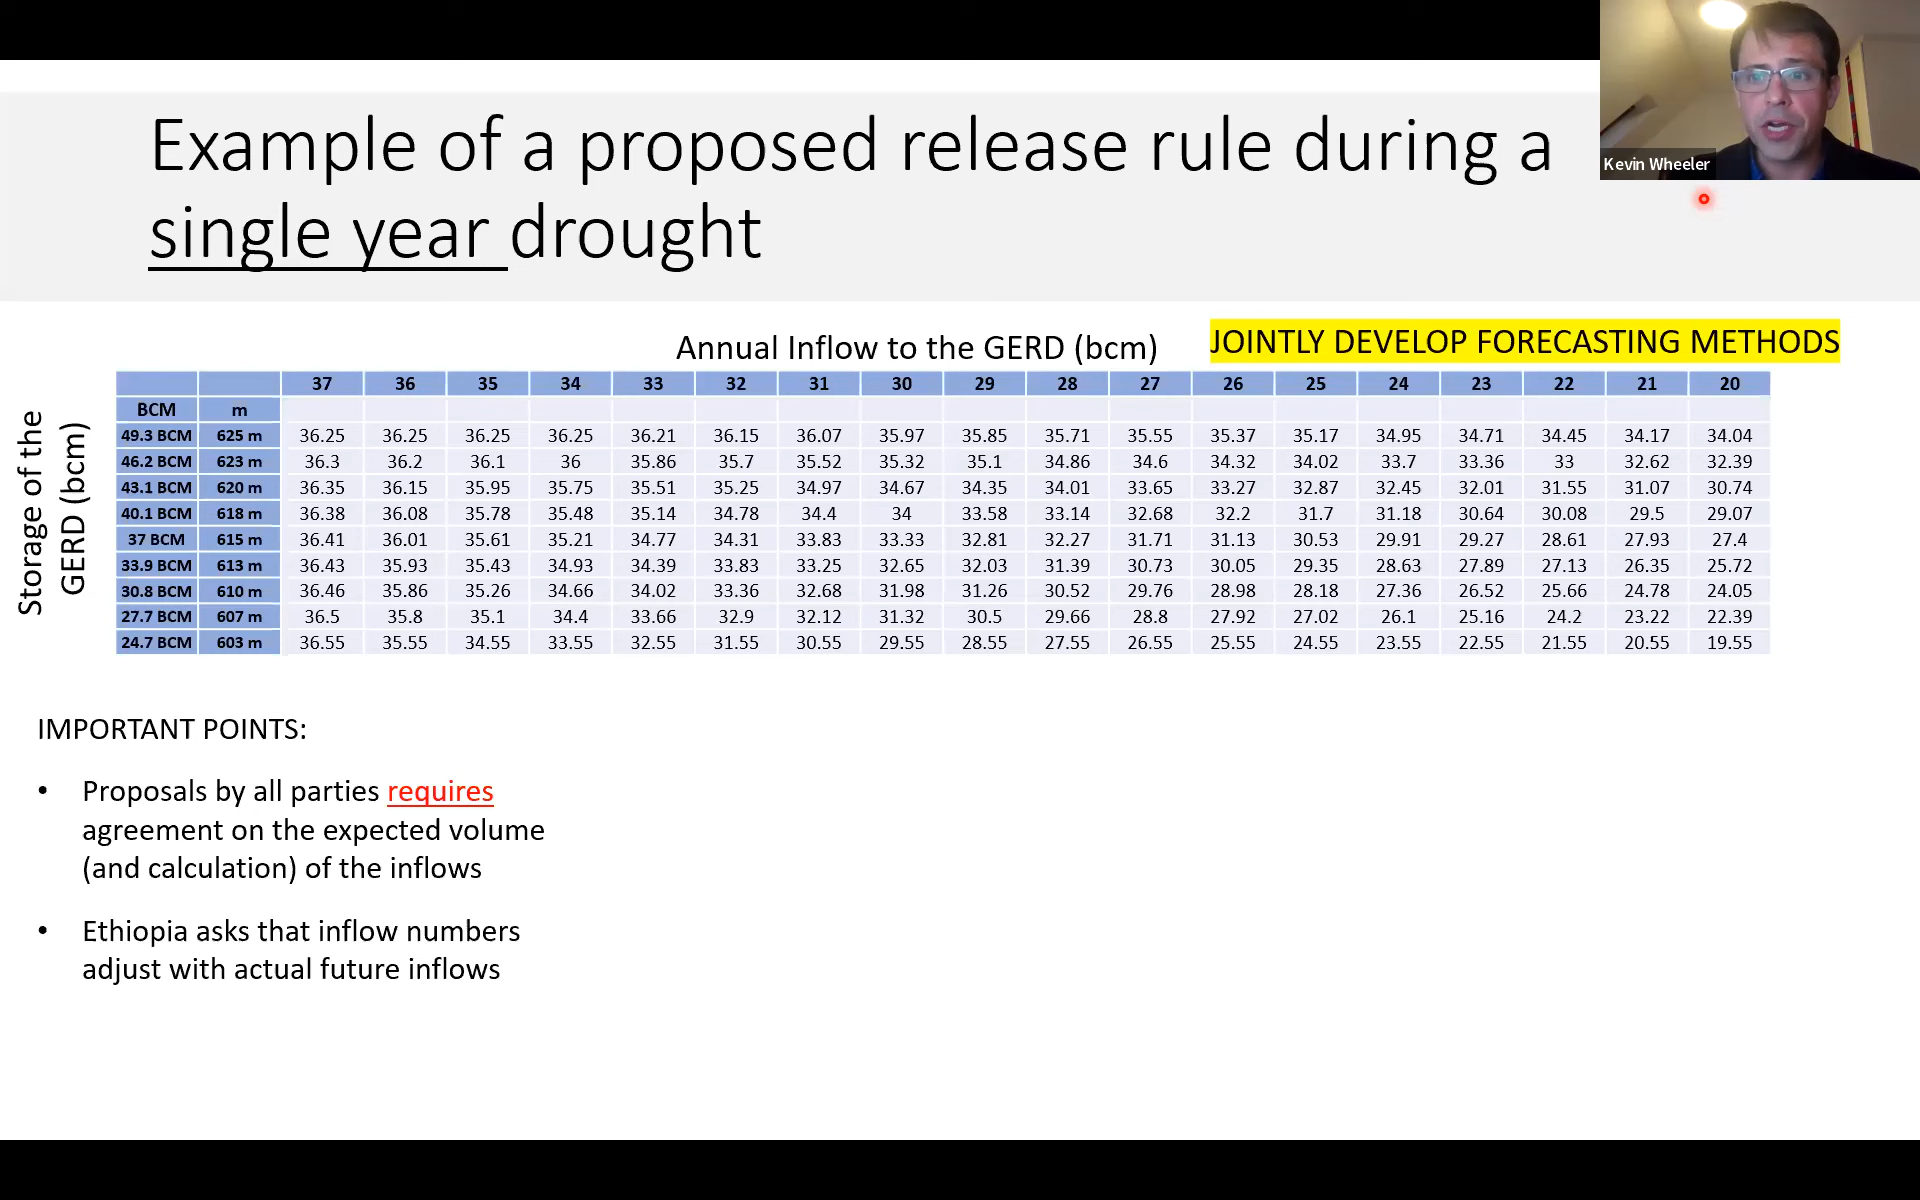 Example of a proposed release rule during a
single year drought
Kevin Wheeler
Annual Inflow to the GERD (bcm)
JOINTLY DEVELOP FORECASTING METHODS
Storage of the
GERD (bcm)
37 36 35 34 33 32 31 30 29 28 27 26 25 24 23 22 21 20
BCM m
49.3 BCM 625 m 36.25 36.25 36.25 36.25 36.21 36.15 36.07 35.97 35.85 35.71 35.55 35.37 35.17 34.95 34.71 34.45 34.17 34.04
46.2 BCM 623 m 36.3 36.2 36.1 36 35.86 35.7 35.52 35.32 35.1 34.86 34.6 34.32 34.02 33.7 33.36 33 32.62 32.39
43.1 BCM 620 m 36.35 36.15 35.95 35.75 35.51 35.25 34.97 34.67 34.35 34.01 33.65 33.27 32.87 32.45 32.01 31.55 31.07 30.74
40.1 BCM 618 m 36.38 36.08 35.78 35.48 35.14 34.78 34.4 34 33.58 33.14 32.68 32.2 31.7 31.18 30.64 30.08 29.5 29.07
37 BCM 615 m 36.41 36.01 35.61 35.21 34.77 34.31 33.83 33.33 32.81 32.27 31.71 31.13 30.53 29.91 29.27 28.61 27.93 27.4
33.9 BCM 613 m 36.43 35.93 35.43 34.93 34.39 33.83 33.25 32.65 32.03 31.39 30.73 30.05 29.35 28.63 27.89 27.13 26.35 25.72
30.8 BCM 610 m 36.46 35.86 35.26 34.66 34.02 33.36 32.68 31.98 31.26 30.52 29.76 28.98 28.18 27.36 26.52 25.66 24.78 24.05
27.7 BCM 607 m 36.5 35.8 35.1 34.4 33.66 32.9 32.12 31.32 30.5 29.66 28.8 27.92 27.02 26.1 25.16 24.2 23.22 22.39
24.7 BCM 603 m 36.55 35.55 34.55 33.55 32.55 31.55 30.55 29.55 28.55 27.55 26.55 25.55 24.55 23.55 22.55 21.55 20.55 19.55
IMPORTANT POINTS:
• Proposals by all parties requires
agreement on the expected volume
(and calculation) of the inflows
• Ethiopia asks that inflow numbers
adjust with actual future inflows